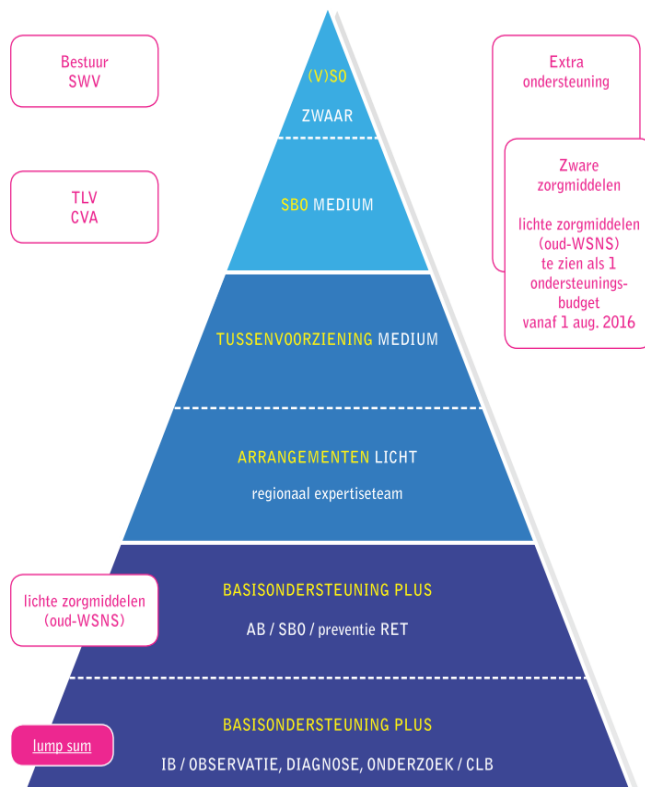 Bestuur
SWV
(V)SO
ZWAAR
Extra
ondersteuning
TLV
CVA
SBO MEDIUM
Zware
zorgmiddelen
lichte zorgmiddelen
(oud-WSNS)
te zien als 1
ondersteunings-
budget
vanaf 1 aug. 2016
TUSSENVOORZIENING MEDIUM
ARRANGEMENTEN LICHT
regionaal expertiseteam
lichte zorgmiddelen
(oud-WSNS)
BASISONDERSTEUNING PLUS
AB / SBO / preventie RET
lump sum
BASISONDERSTEUNING PLUS
IB / OBSERVATIE, DIAGNOSE, ONDERZOEK / CLB